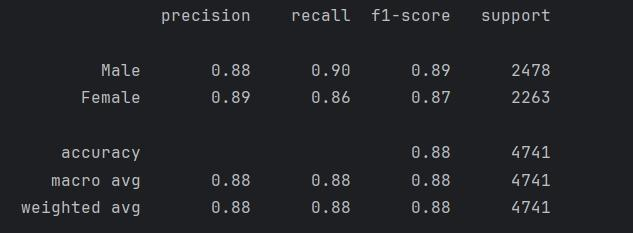 precision recall f1-score support
Male 0.88 0.90 0.89 2478
Female 0.89 0.86 0.87 2263
accuracy 0.88 4741
macro avg 0.88 0.88 0.88 4741
weighted avg 0.88 0.88 0.88 4741